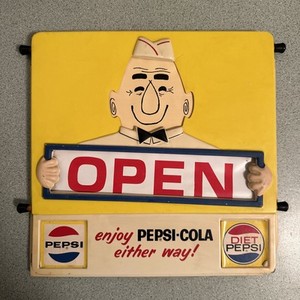 OPEN
enjoy PEPSI·COLA
either way!
PEPSI
DIET
PEPSI